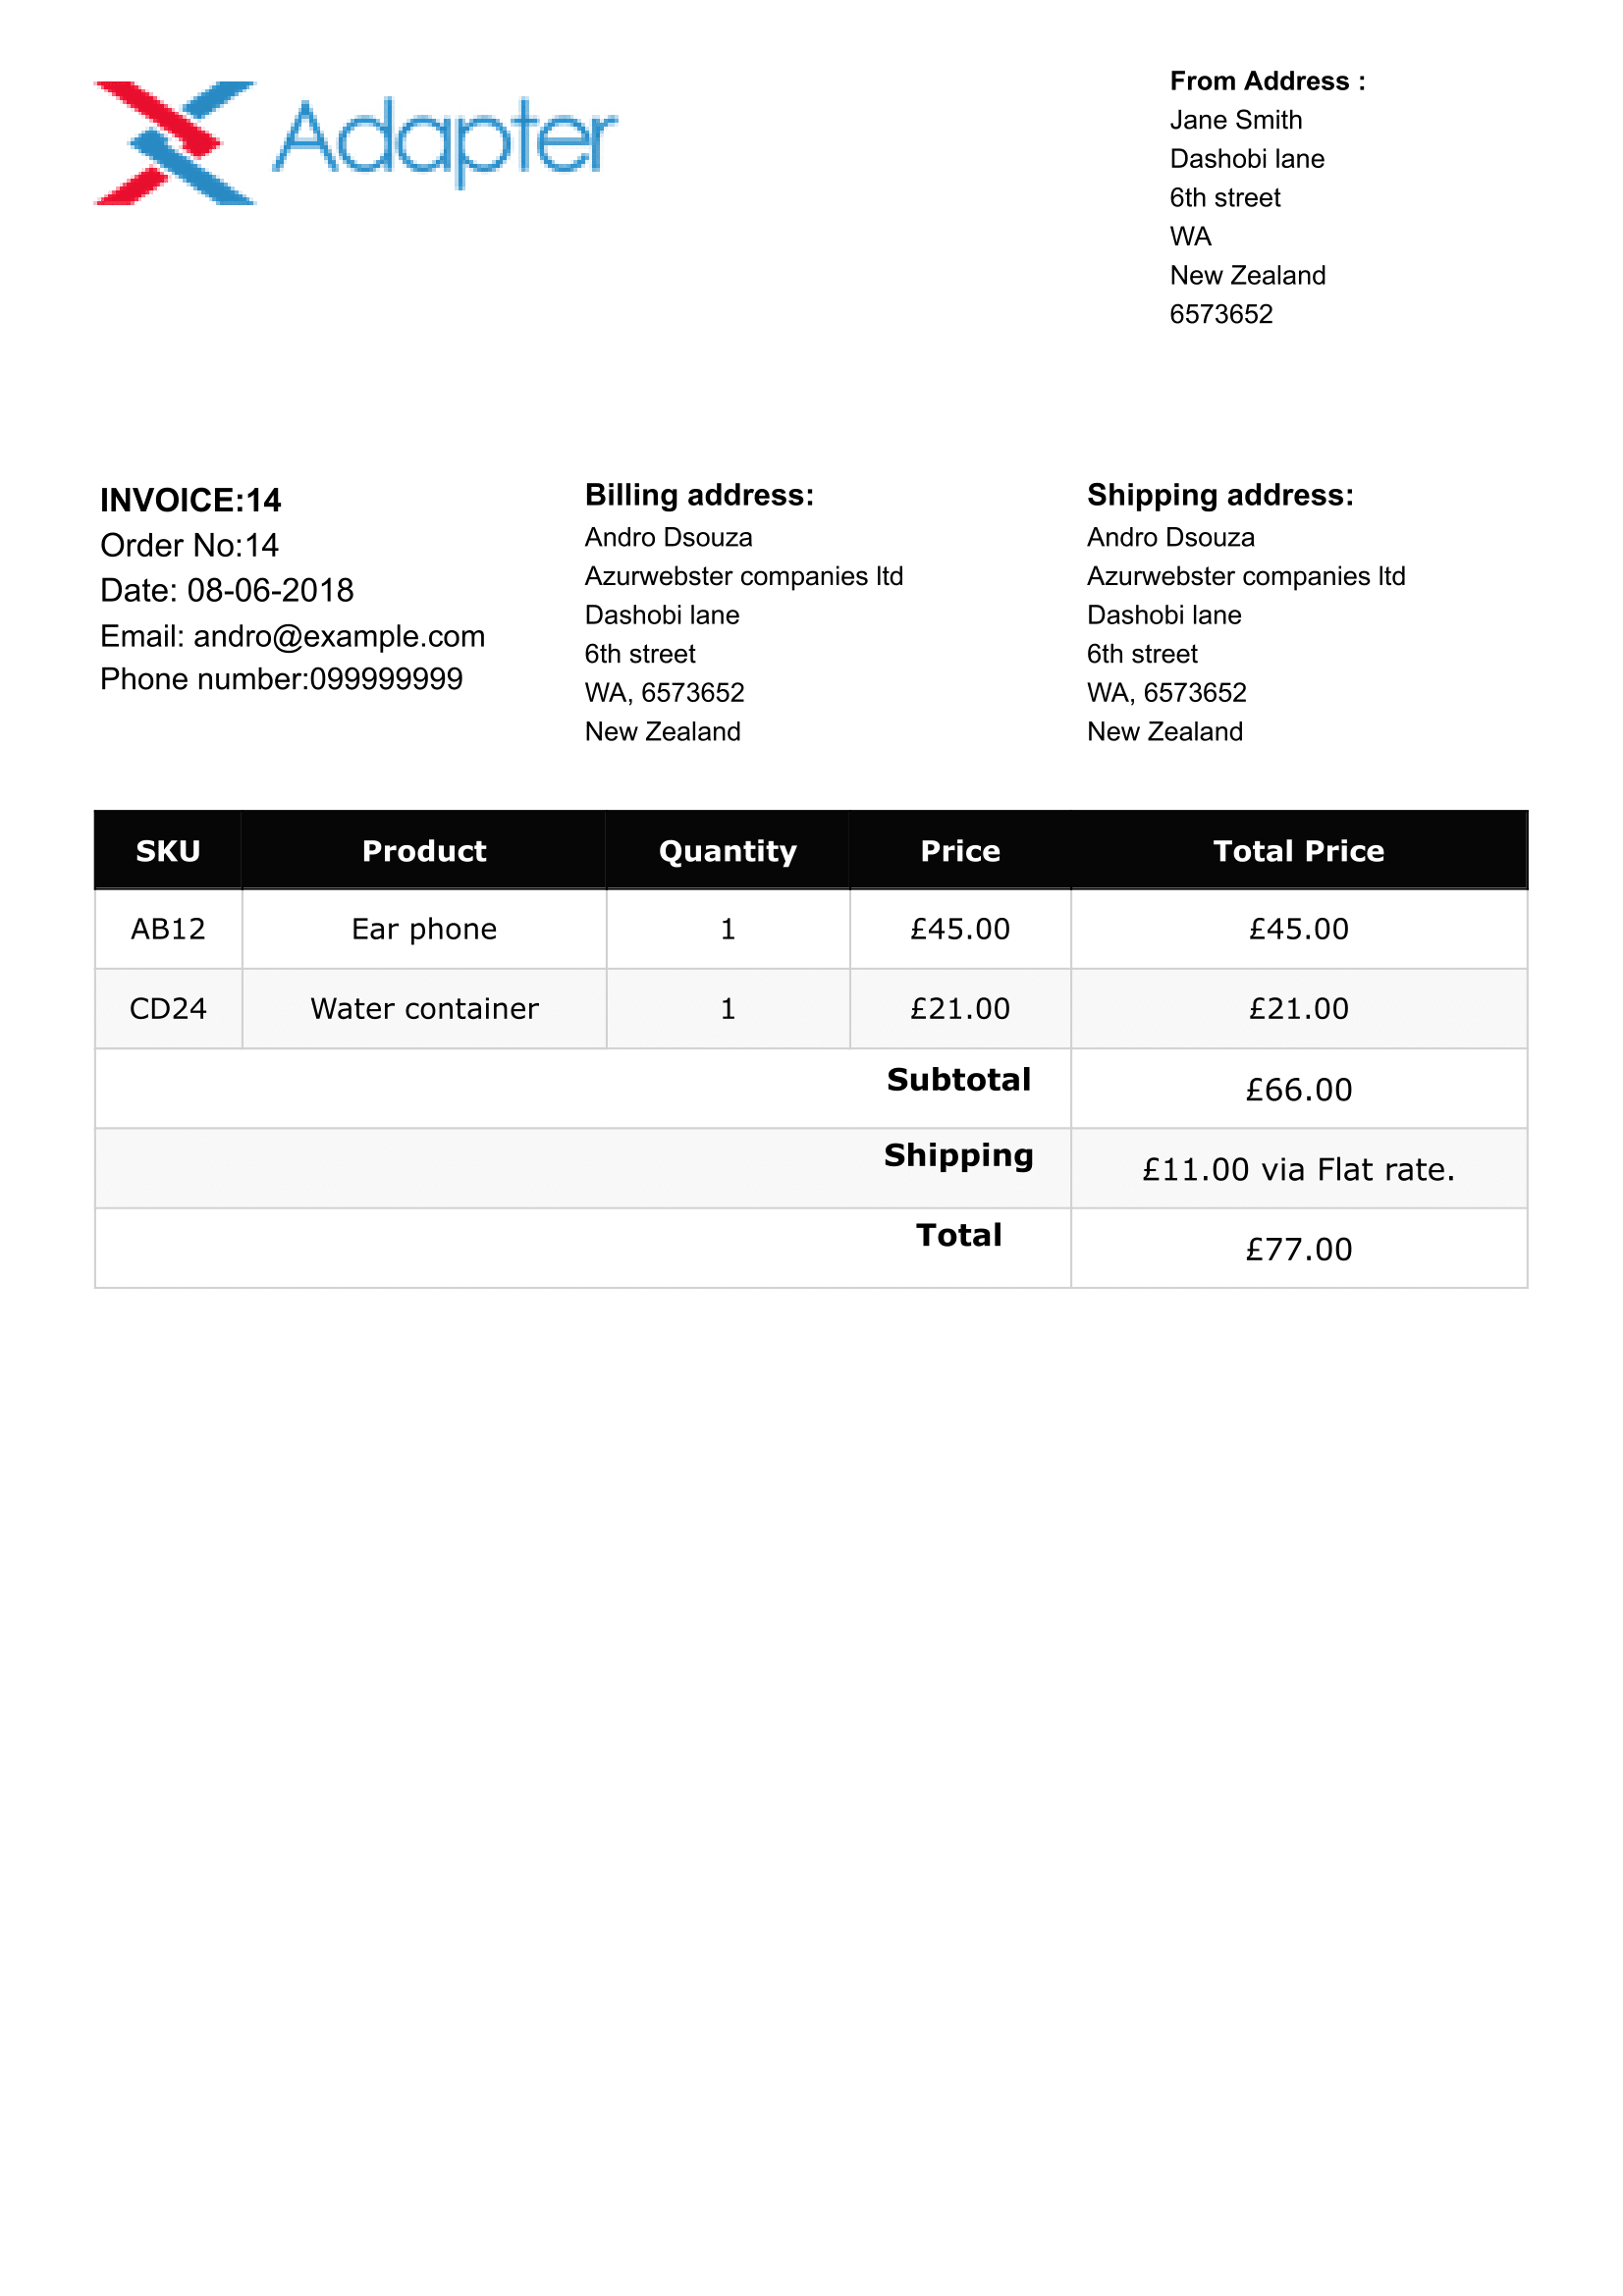 Adapter
From Address :
Jane Smith
Dashobi lane
6th street
WA
New Zealand
6573652
INVOICE:14
Order No:14
Date: 08-06-2018
Email: andro@example.com
Phone number:099999999
Billing address:
Andro Dsouza
Azurwebster companies ltd
Dashobi lane
6th street
WA, 6573652
New Zealand
Shipping address:
Andro Dsouza
Azurwebster companies ltd
Dashobi lane
6th street
WA, 6573652
New Zealand
SKU Product Quantity Price Total Price
AB12 Ear phone 1 £45.00 £45.00
CD24 Water container 1 £21.00 £21.00
Subtotal £66.00
Shipping £11.00 via Flat rate.
Total £77.00